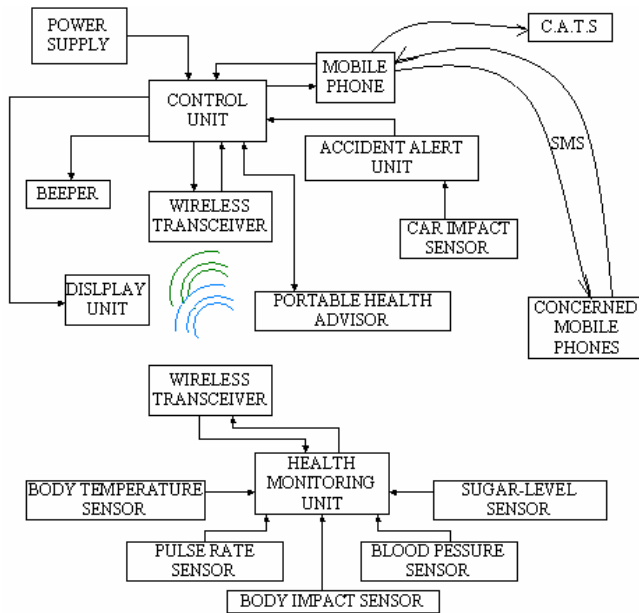 POWER
SUPPLY
C.A.T.S
MOBILE
PHONE
CONTROL
UNIT
ACCIDENT ALERT
UNIT
SMS
BEEPER
WIRELESS
TRANSCEIVER
CAR IMPACT
SENSOR
DISLPLAY
UNIT
PORTABLE HEALTH
ADVISOR
CONCERNED
MOBILE
PHONES
WIRELESS
TRANSCEIVER
HEALTH
MONITORING
UNIT
BODY TEMPERATURE
SENSOR
SUGAR-LEVEL
SENSOR
PULSE RATE
SENSOR
BLOOD PESSURE
SENSOR
BODY IMPACT SENSOR